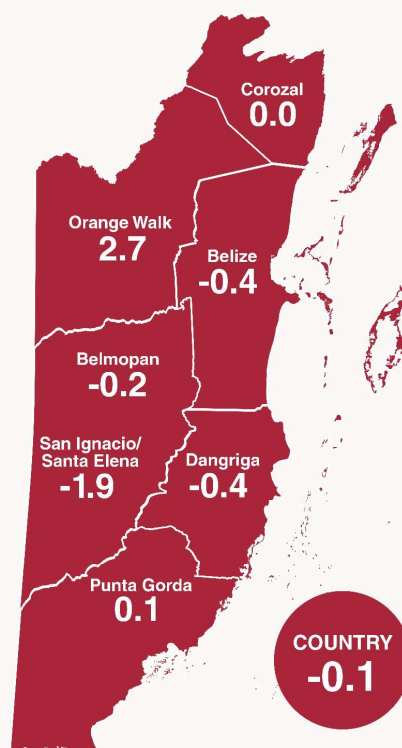 Corozal
0.0
Orange Walk
2.7
Belize
-0.4
Belmopan
-0.2
San Ignacio/
Santa Elena
-1.9
Dangriga
-0.4
Punta Gorda
0.1
COUNTRY
-0.1